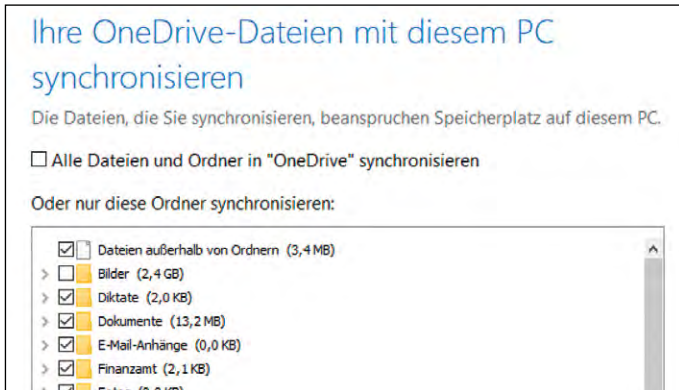 Ihre OneDrive-Dateien mit diesem PC
synchronisieren
Die Dateien, die Sie synchronisieren, beanspruchen Speicherplatz auf diesem PC.
Alle Dateien und Ordner in "OneDrive" synchronisieren
Oder nur diese Ordner synchronisieren:
Dateien außerhalb von Ordnern (3,4 MB)
Bilder (2,4 GB)
Diktate (2,0 KB)
Dokumente (13,2 MB)
E-Mail-Anhänge (0,0 KB)
Finanzamt (2,1 KB)